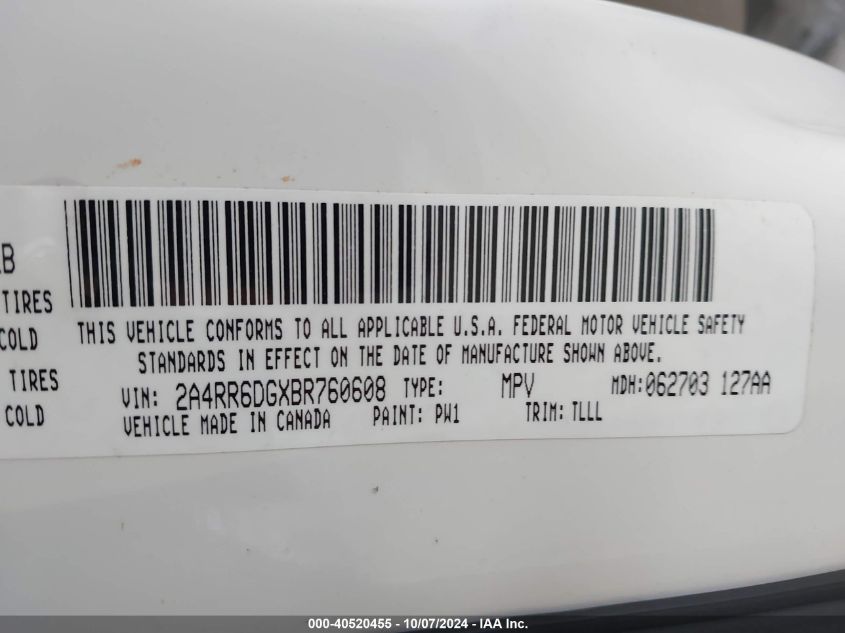 B
TIRES
COLD
TIRES
COLD
THIS VEHICLE CONFORMS TO ALL APPLICABLE U.S.A. FEDERAL MOTOR VEHICLE SAFETY
STANDARDS IN EFFECT ON THE DATE OF MANUFACTURE SHOWN ABOVE.
VIN: 2A4RR6DGXBR760608 TYPE: MPV MDH:062703 127AA
VEHICLE MADE IN CANADA PAINT: PW1 TRIM: TLLL
000-40520455 - 10/07/2024 - IAA Inc.